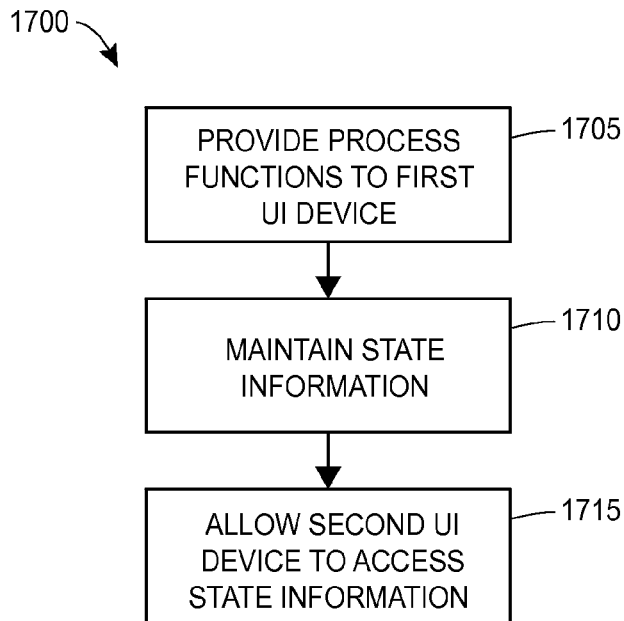 1700
PROVIDE PROCESS
FUNCTIONS TO FIRST
UI DEVICE
1705
MAINTAIN STATE
INFORMATION
1710
ALLOW SECOND UI
DEVICE TO ACCESS
STATE INFORMATION
1715